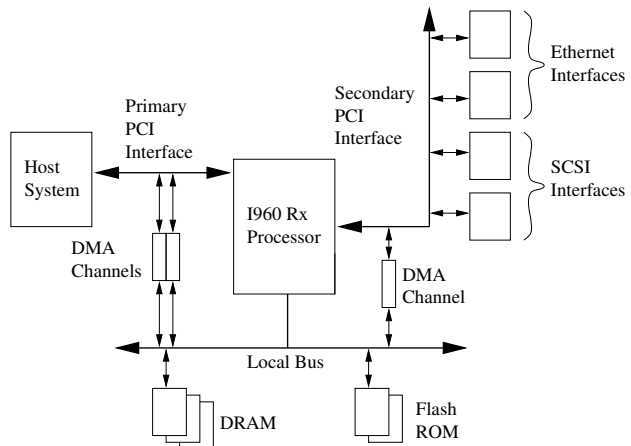 Ethernet
Interfaces
Secondary
PCI
Interface
Primary
PCI
Interface
Host
System
SCSI
Interfaces
I960 Rx
Processor
DMA
Channels
DMA
Channel
Local Bus
DRAM
Flash
ROM